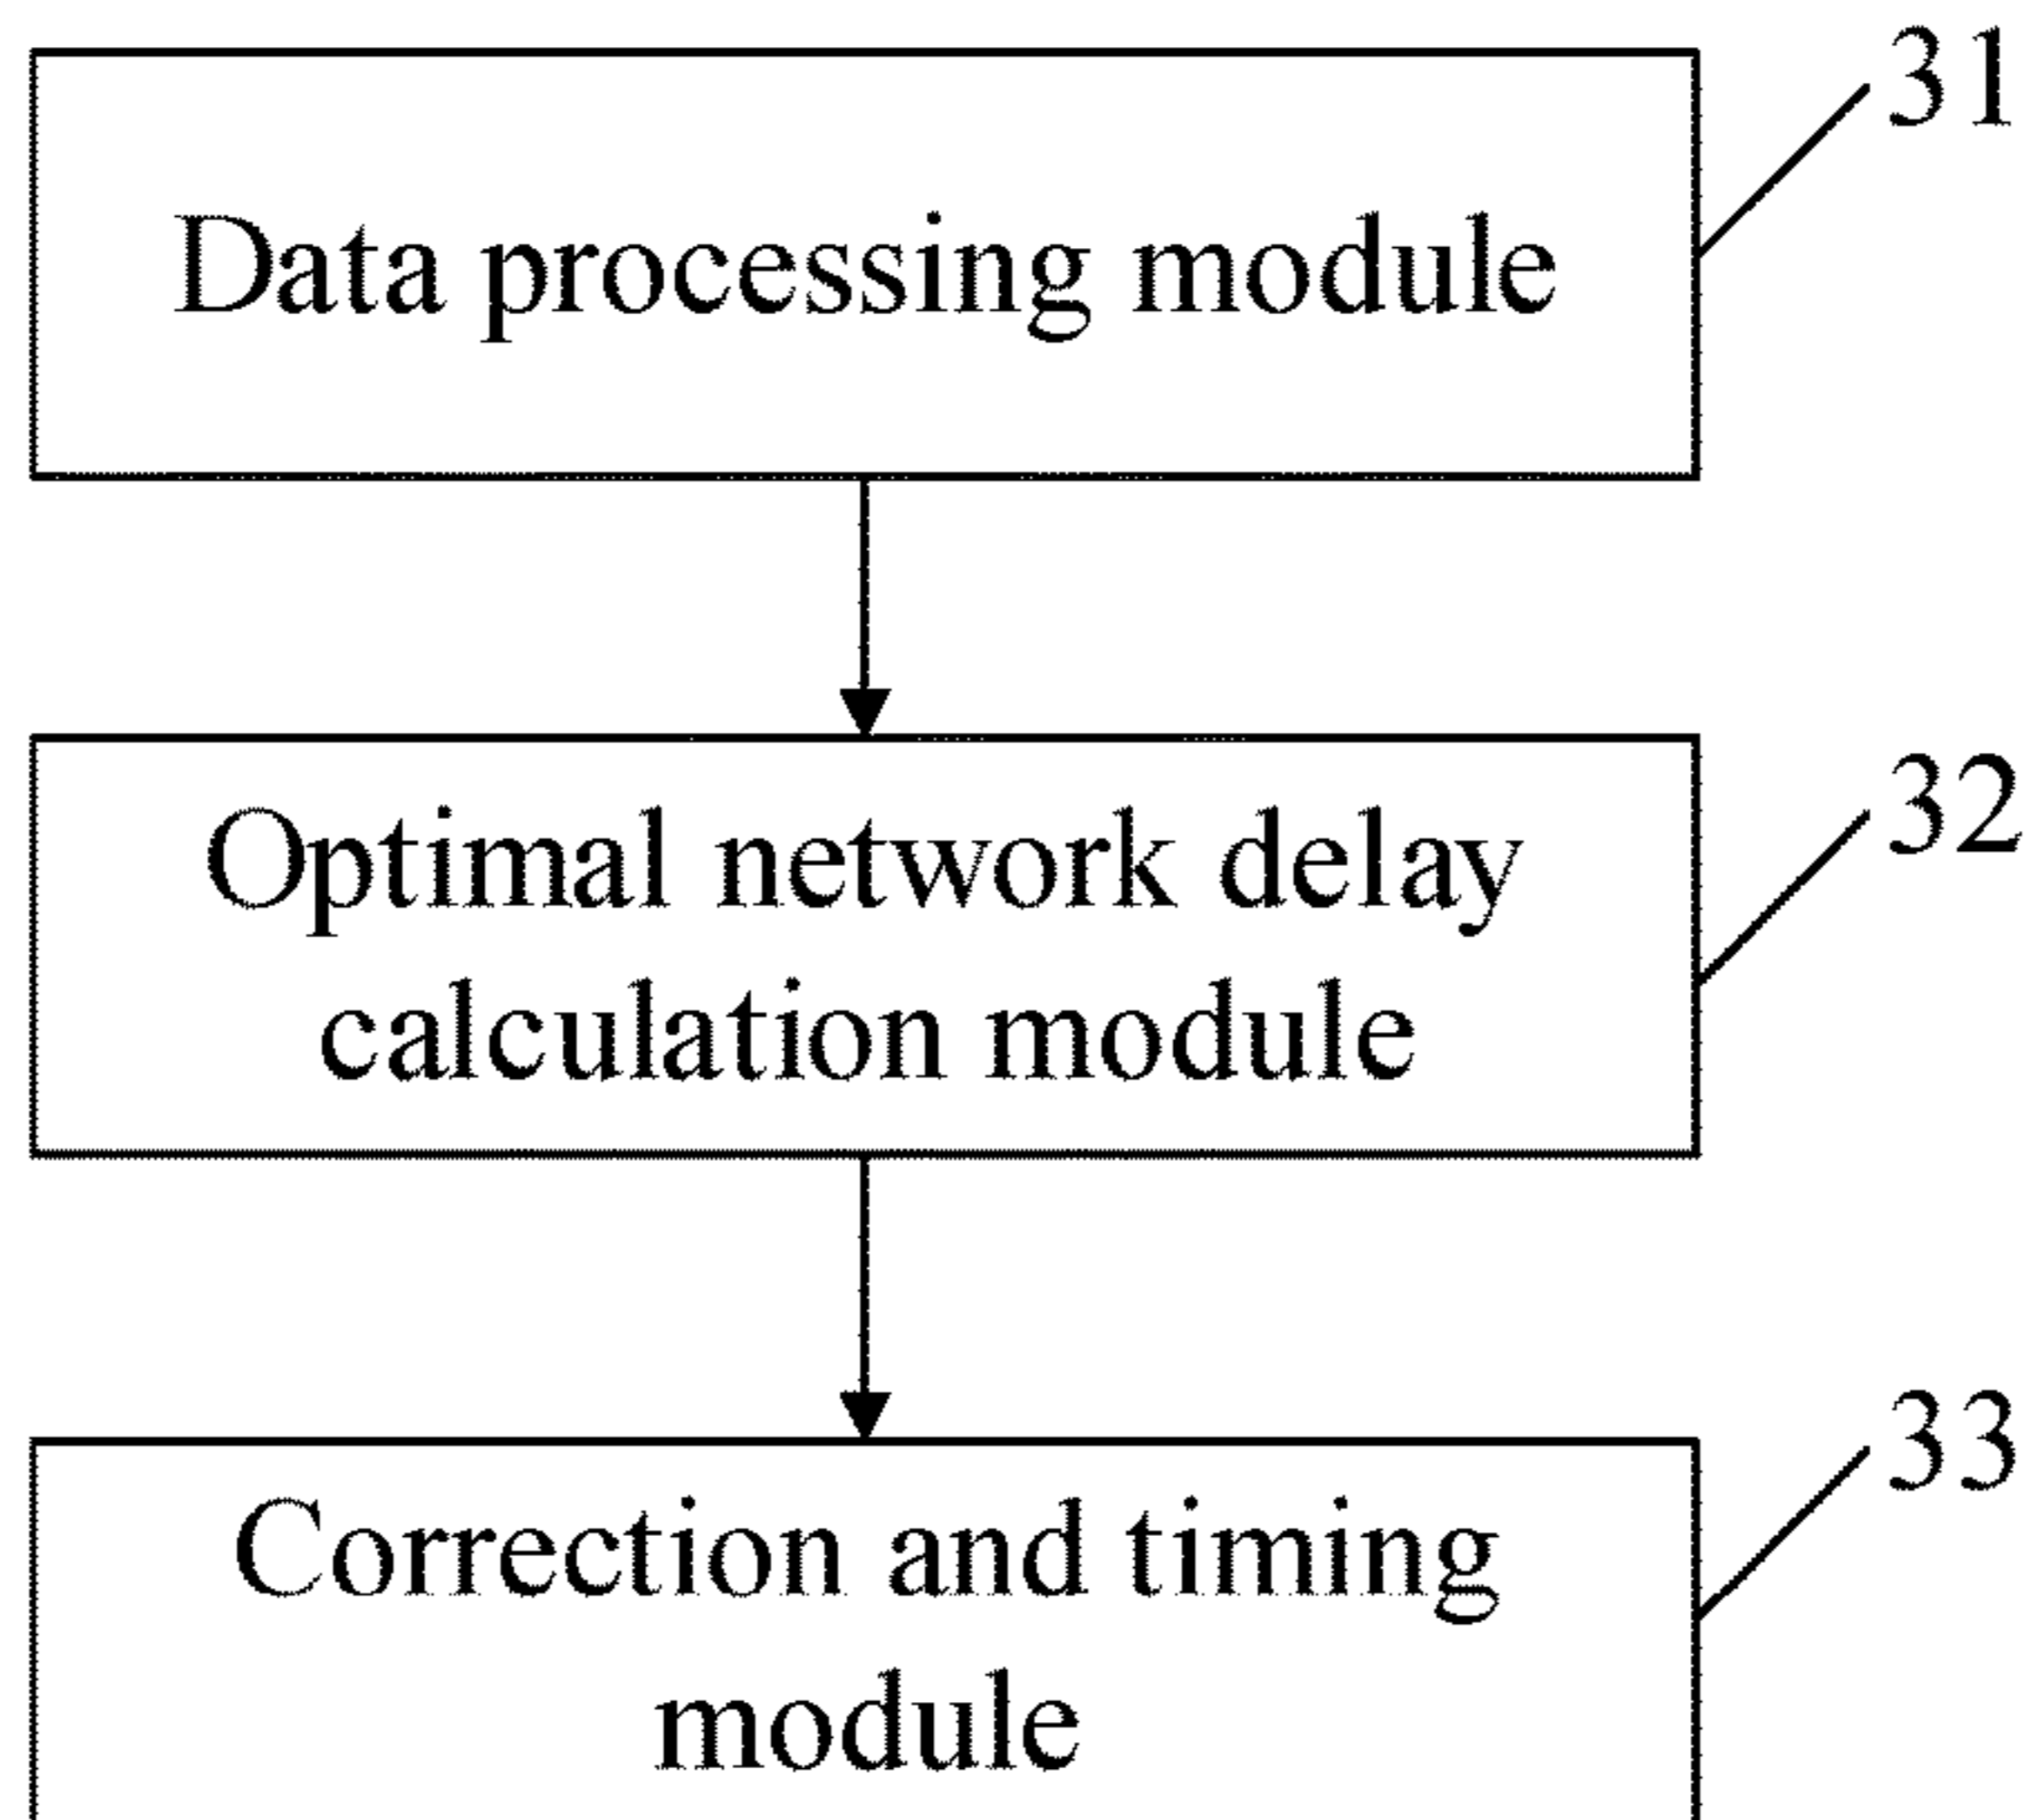 31
Data processing module
32
Optimal network delay
calculation module
33
Correction and timing
module